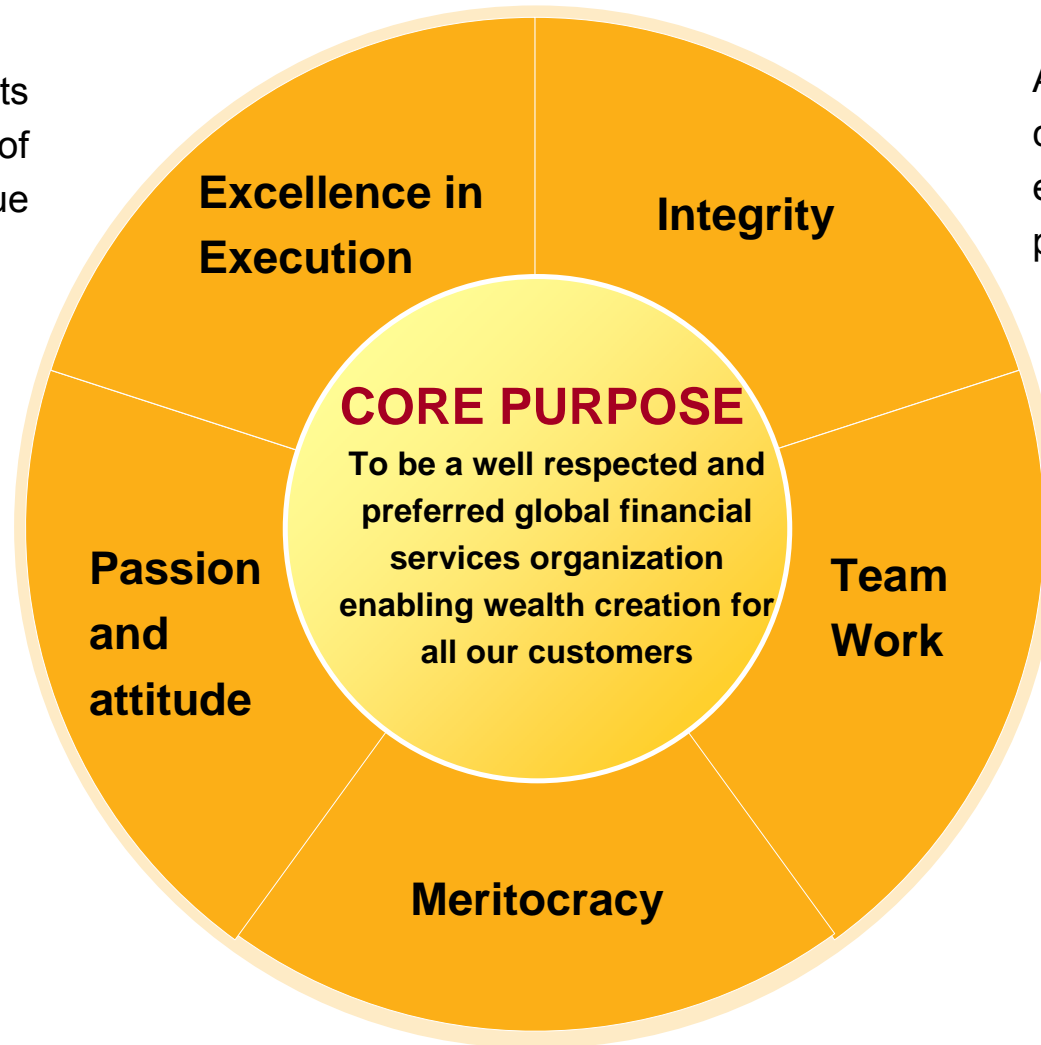 Excellence in
Execution
Integrity
CORE PURPOSE
To be a well respected and
preferred global financial
services organization
enabling wealth creation for
all our customers
Passion
and
attitude
Team
Work
Meritocracy
of